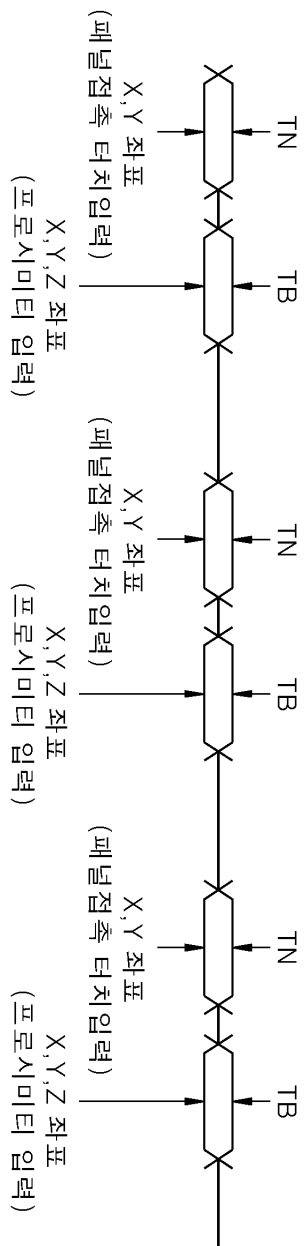 TN
TB
TN
TB
TN
TB
X,Y 좌표
(패널접촉 터치입력)
X,Y,Z 좌표
(프로시미티 입력)
X,Y 좌표
(패널접촉 터치입력)
X,Y,Z 좌표
(프로시미티 입력)
X,Y 좌표
(패널접촉 터치입력)
X,Y,Z 좌표
(프로시미티 입력)